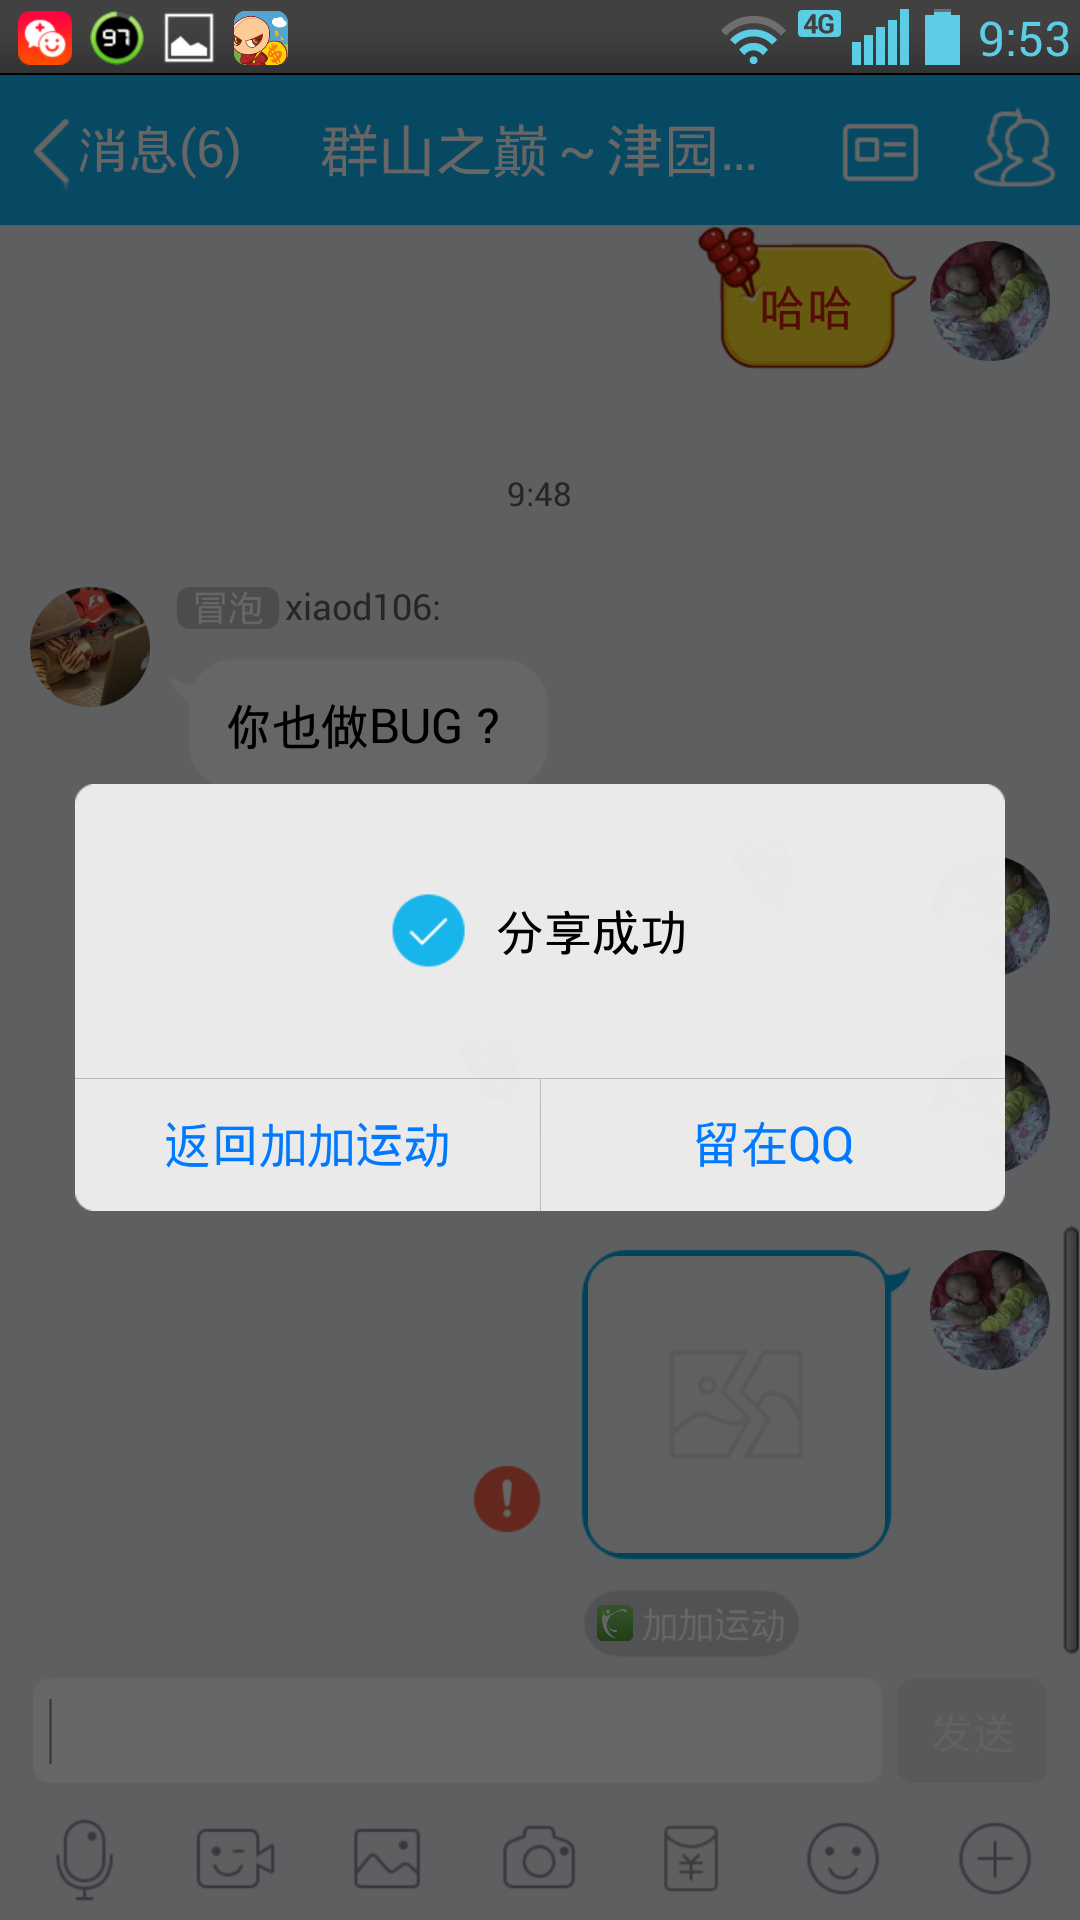 97
4G
9:53
消息(6)
群山之巅～津园...
哈哈
9:48
冒泡 xiaod106:
你也做BUG？
分享成功
返回加加运动
留在QQ
加加运动
发送